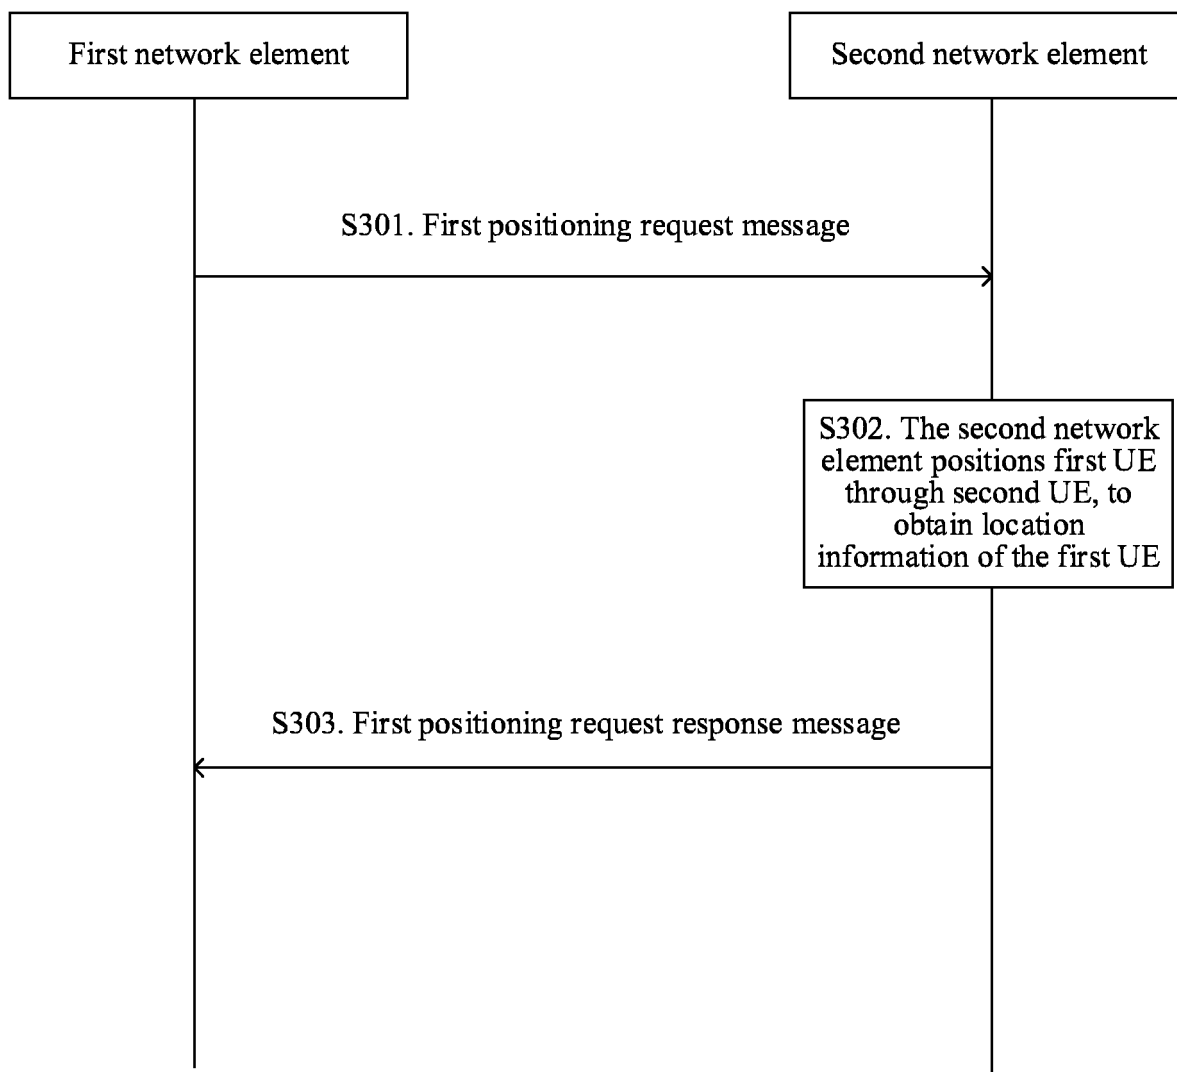 First network element
Second network element
S301. First positioning request message
S302. The second network
element positions first UE
through second UE, to
obtain location
information of the first UE
S303. First positioning request response message